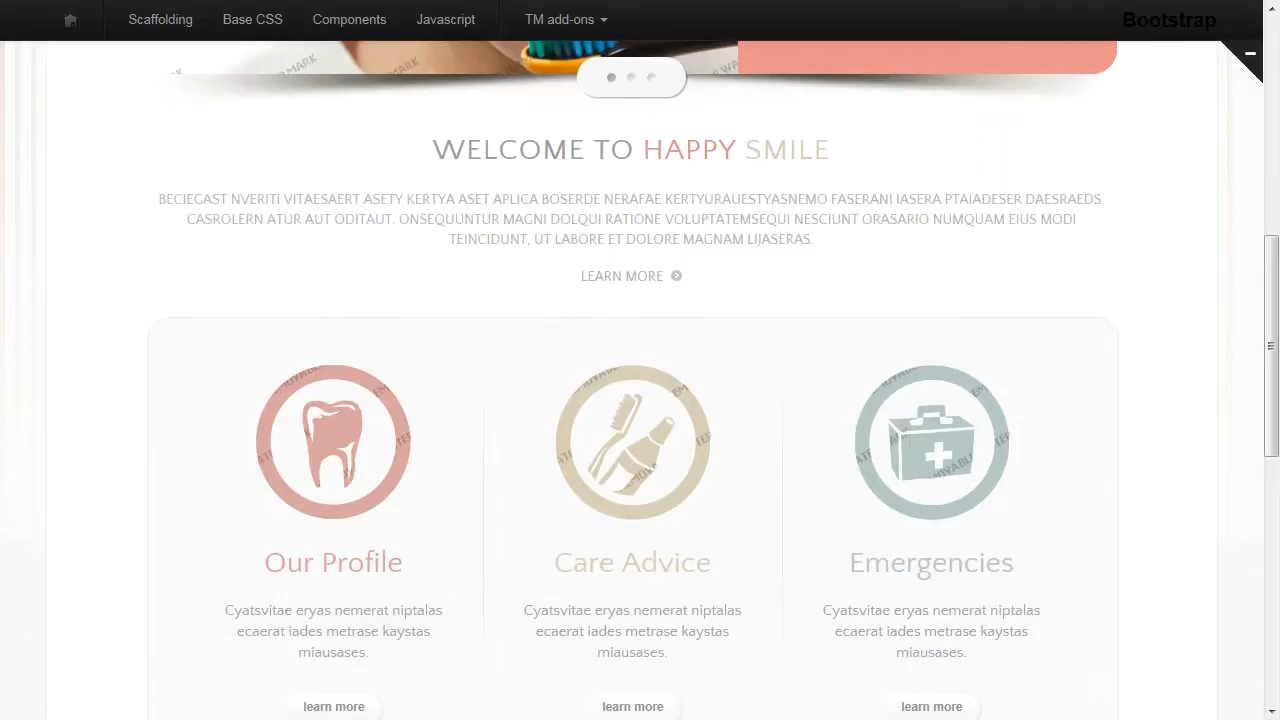 Scaffolding Base CSS Components Javascript TM add-ons Bootstrap
WELCOME TO HAPPY SMILE
BECIEGAST NVERITI VITAESAERT ASETY KERTYA ASET APLICA BOSERDE NERAFAE KERTYURAUESTYASNEMO FASERANI IASERA PTAIADESER DAESRAEDS.
CASROLERN ATUR AUT ODITAUT. ONSEQUUNTUR MAGNI DOLQUI RATIONE VOLUPTATEMSEQUI NESCIUNT ORASARIO NUMQUAM EIUS MODI
TEINCIDUNT, UT LABORE ET DOLORE MAGNAM LIJASERAS.
LEARN MORE
Our Profile
Cyatsvitae eryas nemerat niptalas
ecaerat iades metrase kaystas
miausases.
learn more
Care Advice
Cyatsvitae eryas nemerat niptalas
ecaerat iades metrase kaystas
miausases.
learn more
Emergencies
Cyatsvitae eryas nemerat niptalas
ecaerat iades metrase kaystas
miausases.
learn more